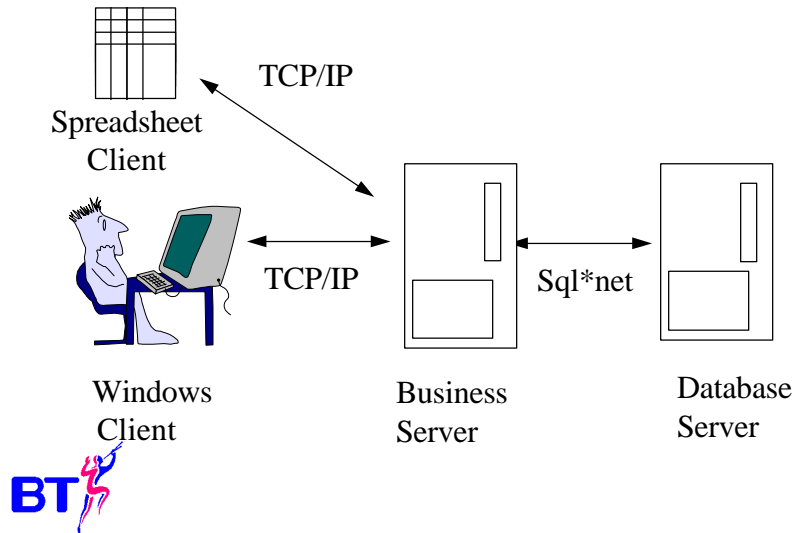 TCP/IP
Spreadsheet
Client
TCP/IP
Sql*net
Windows
Client
Business
Server
Database
Server
BT